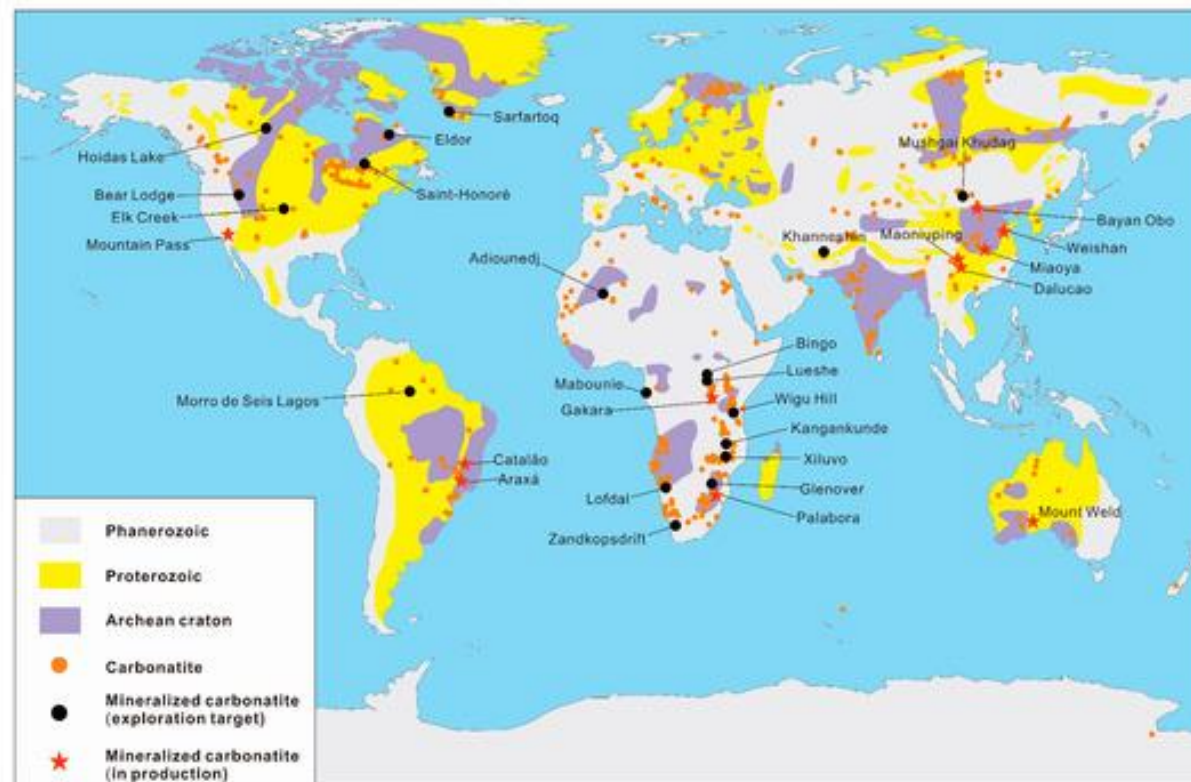 Sarfartoq
Eldor
Hoidas Lake
Mushgai Khudag
Bear Lodge
Saint-Honoré
Elk Creek
Bayan Obo
Mountain Pass
Khanneshin
Maoniuping
Weishan
Adiounedj
Miaoya
Dalucao
Bingo
Lueshe
Mabounie
Morro de Seis Lagos
Gakara
Wigu Hill
Kangankunde
Catalão
Xiluvo
Araxá
Lofdal
Glenover
Mount Weld
Palabora
Zandkopsdrift
Phanerozoic
Proterozoic
Archean craton
Carbonatite
Mineralized carbonatite
(exploration target)
Mineralized carbonatite
(in production)